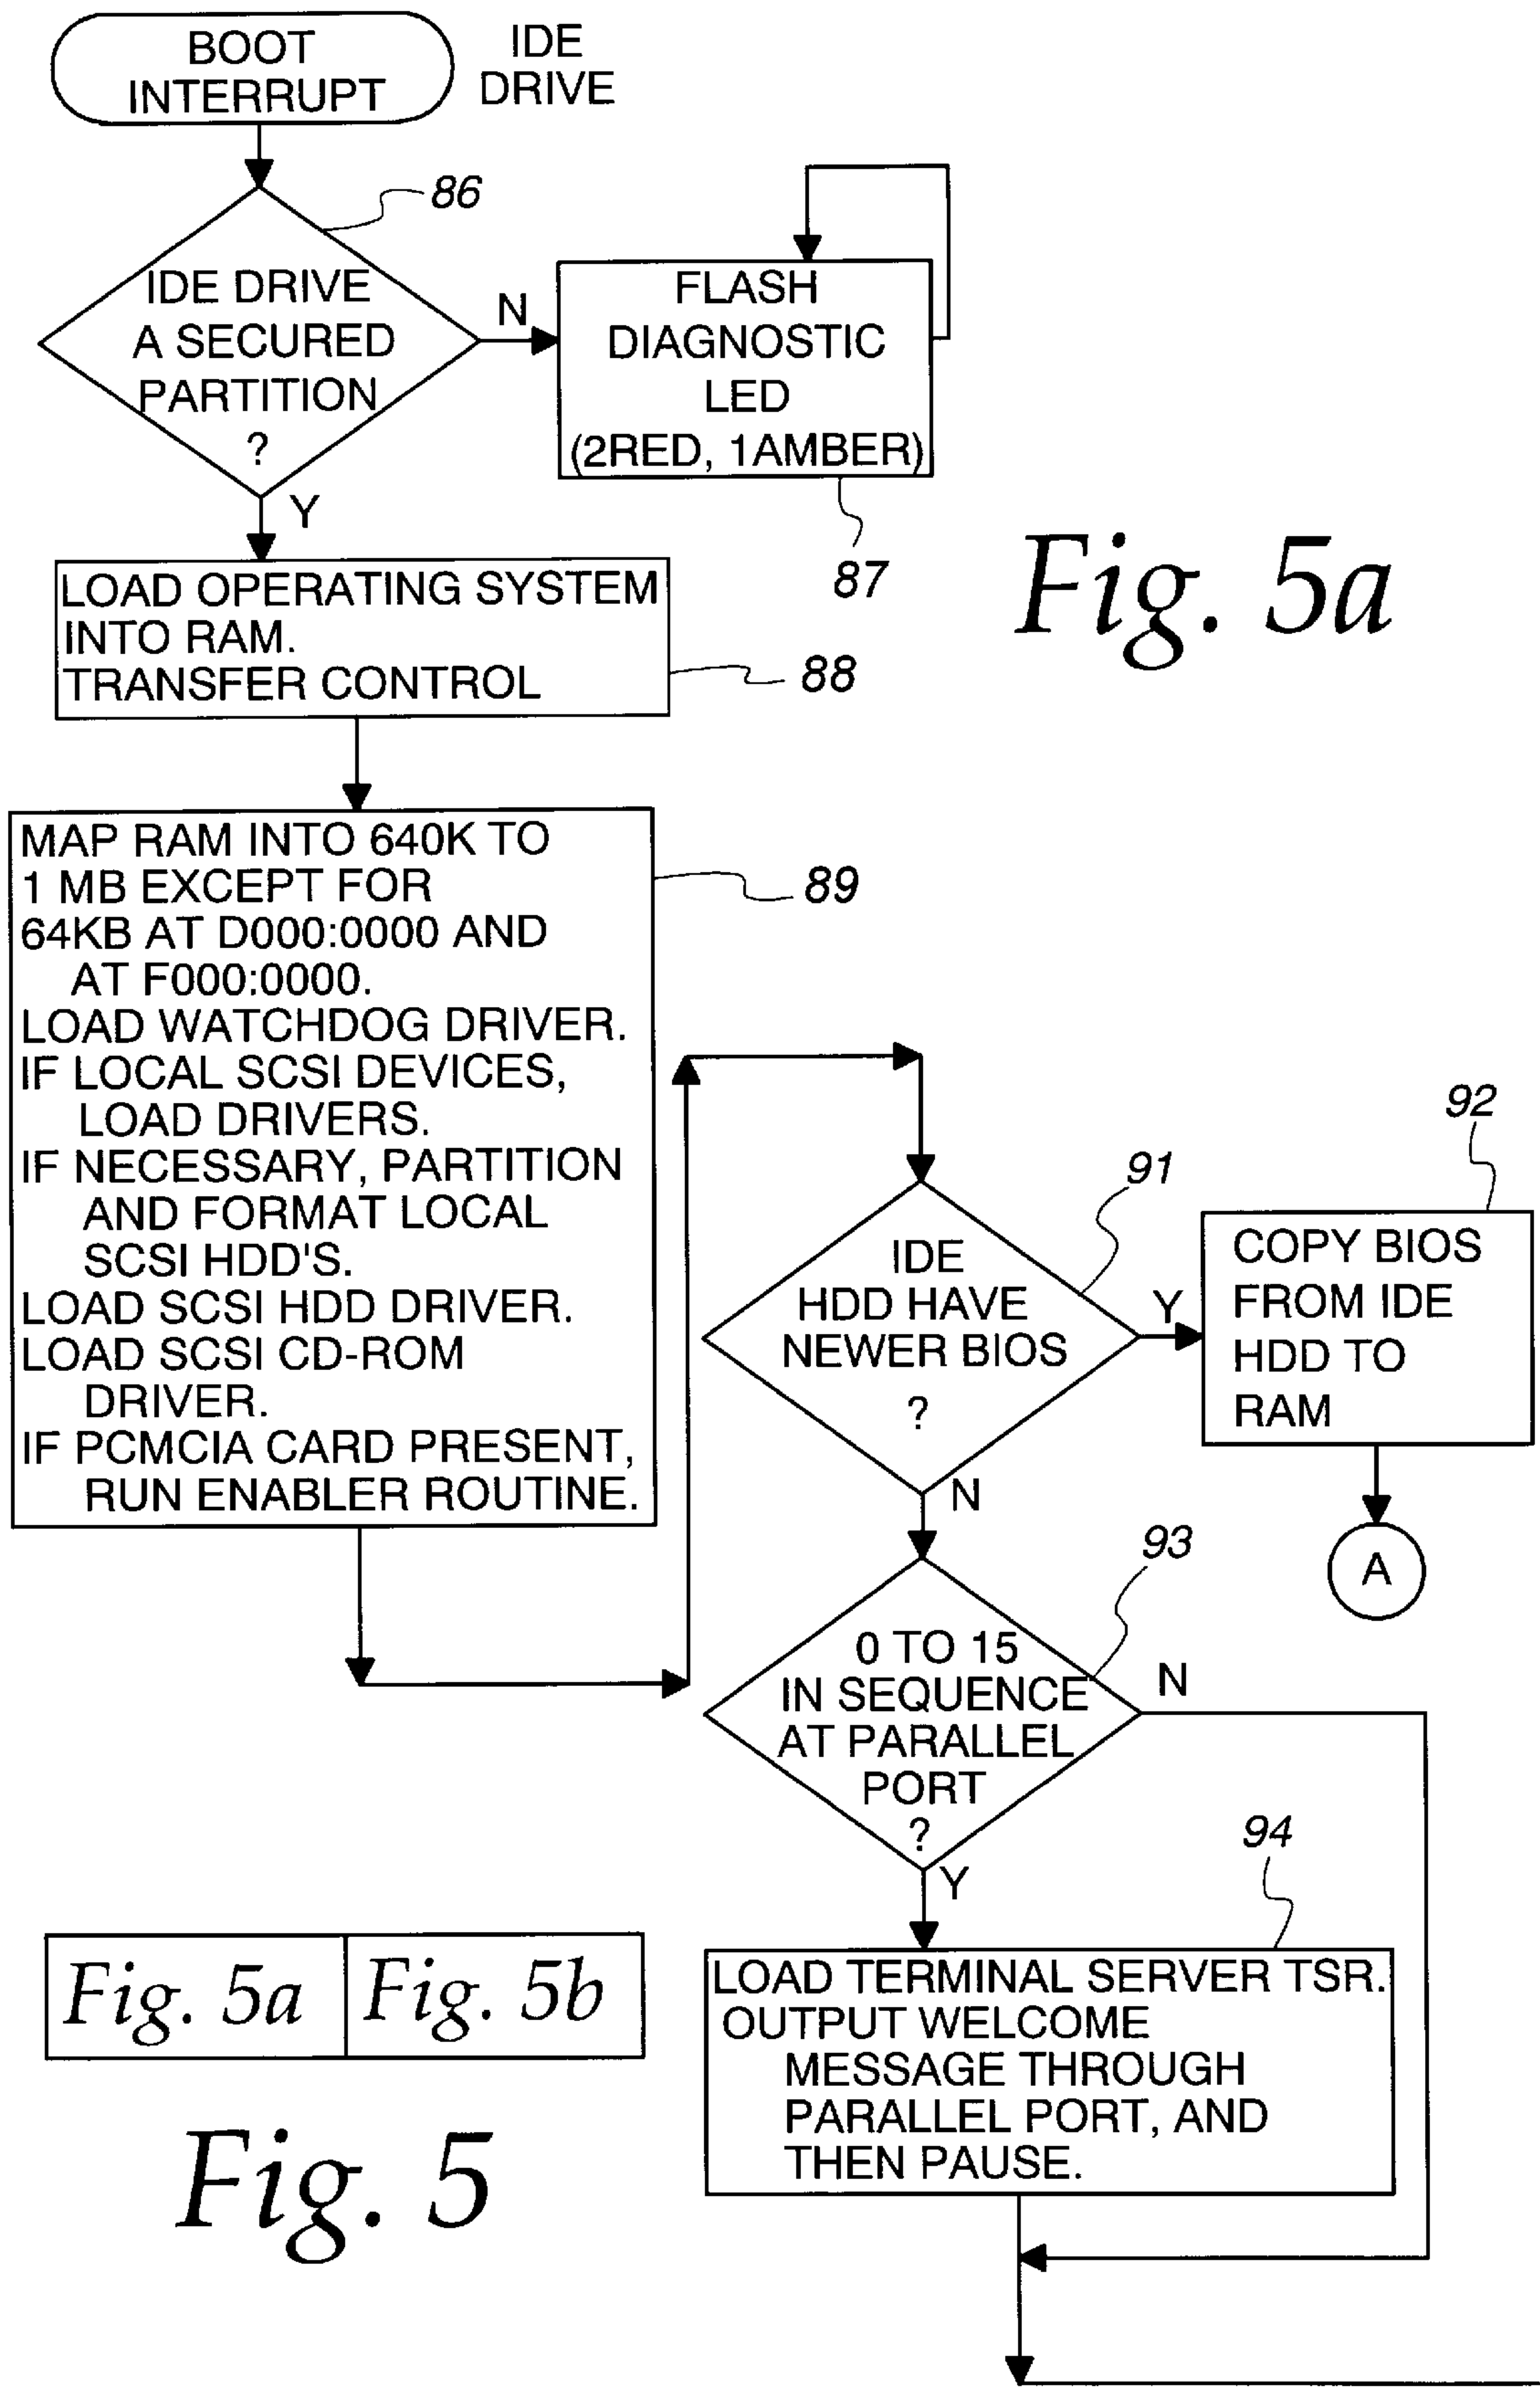 BOOT
INTERRUPT
IDE
DRIVE
86
IDE DRIVE
A SECURED
PARTITION
?
N
Y
FLASH
DIAGNOSTIC
LED
(2RED, 1AMBER)
87
Fig. 5a
LOAD OPERATING SYSTEM
INTO RAM.
TRANSFER CONTROL
88
MAP RAM INTO 640K TO
1 MB EXCEPT FOR
64KB AT D000:0000 AND
AT F000:0000.
LOAD WATCHDOG DRIVER.
IF LOCAL SCSI DEVICES,
LOAD DRIVERS.
IF NECESSARY, PARTITION
AND FORMAT LOCAL
SCSI HDD'S.
LOAD SCSI HDD DRIVER.
LOAD SCSI CD-ROM
DRIVER.
IF PCMCIA CARD PRESENT,
RUN ENABLER ROUTINE.
89
91
IDE
HDD HAVE
NEWER BIOS
?
Y
N
92
COPY BIOS
FROM IDE
HDD TO
RAM
A
93
0 TO 15
IN SEQUENCE
AT PARALLEL
PORT
?
N
Y
94
LOAD TERMINAL SERVER TSR.
OUTPUT WELCOME
MESSAGE THROUGH
PARALLEL PORT, AND
THEN PAUSE.
Fig. 5a
Fig. 5b
Fig. 5